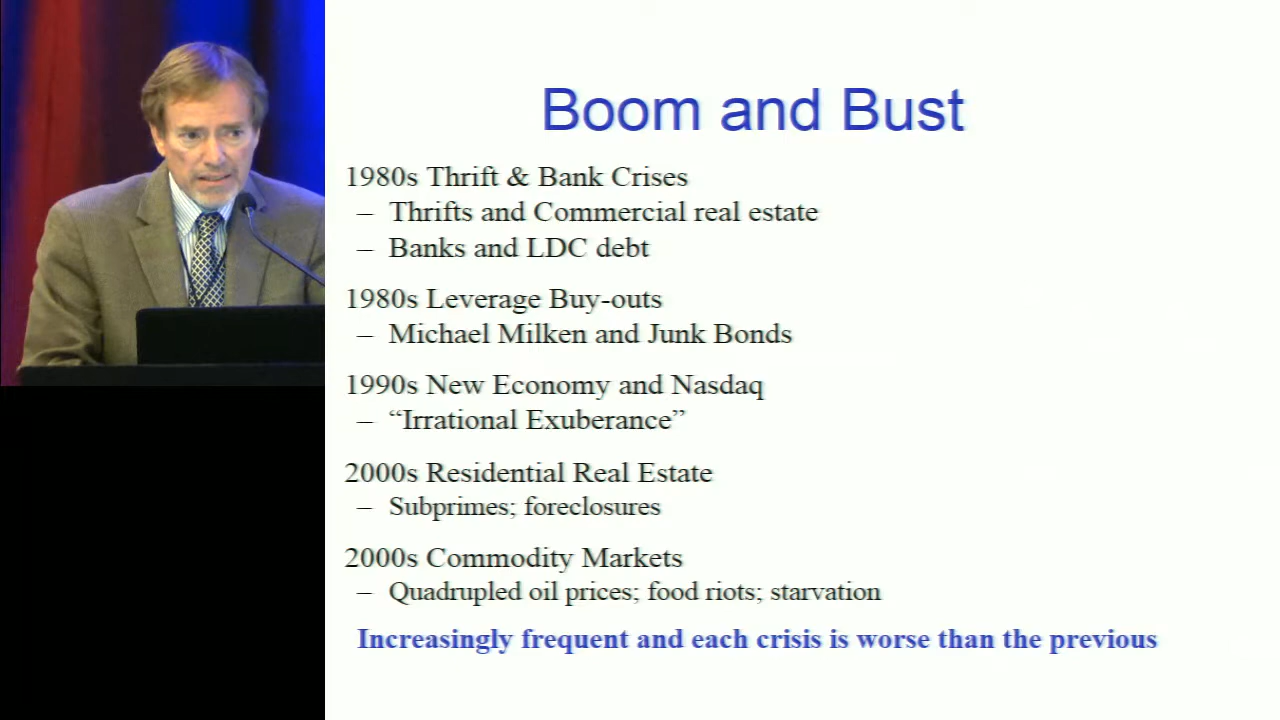 Boom and Bust
1980s Thrift & Bank Crises
– Thrifts and Commercial real estate
– Banks and LDC debt
1980s Leverage Buy-outs
– Michael Milken and Junk Bonds
1990s New Economy and Nasdaq
– “Irrational Exuberance”
2000s Residential Real Estate
– Subprimes; foreclosures
2000s Commodity Markets
– Quadrupled oil prices; food riots; starvation
Increasingly frequent and each crisis is worse than the previous